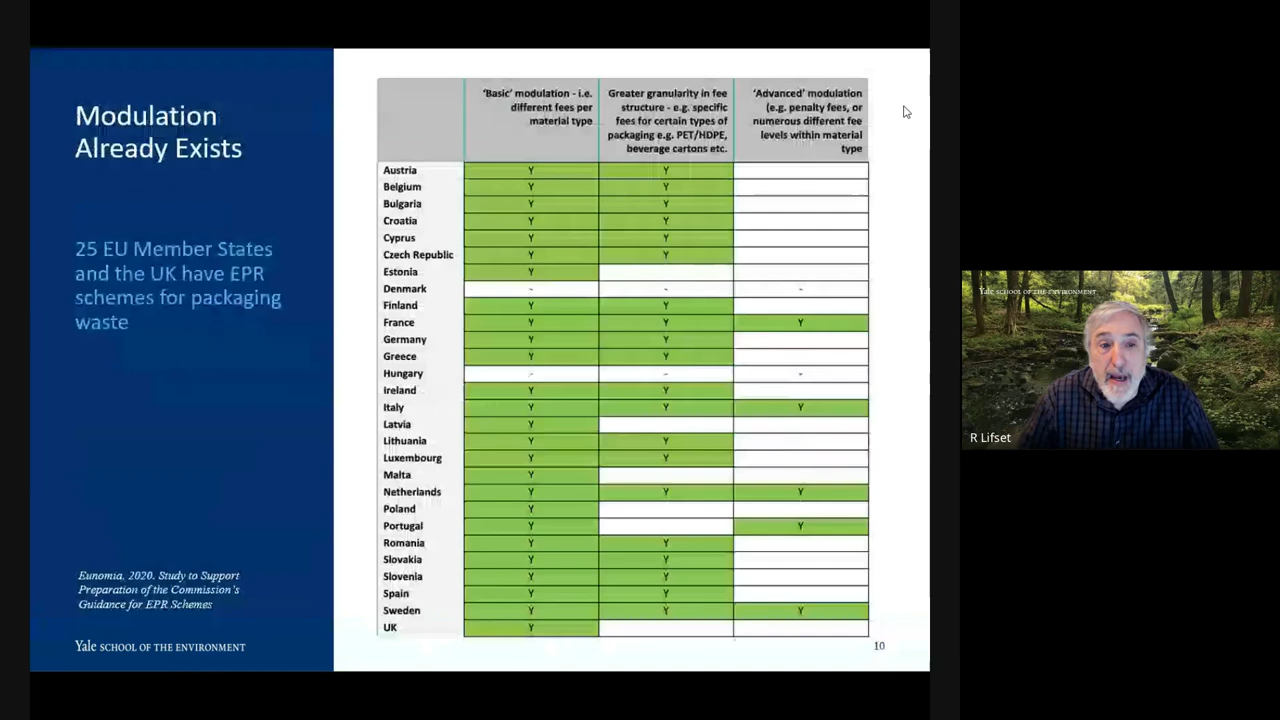 Modulation
Already Exists
25 EU Member States
and the UK have EPR
schemes for packaging
waste
Eunomia, 2020. Study to Support
Preparation of the Commission's
Guidance for EPR Schemes
Yale SCHOOL OF THE ENVIRONMENT
'Basic' modulation - i.e.
different fees per
material type
Greater granularity in fee
structure - e.g. specific
fees for certain types of
packaging e.g. PET/HDPE,
beverage cartons etc.
'Advanced' modulation
(e.g. penalty fees, or
numerous different fee
levels within material
type
Austria Y Y
Belgium Y Y
Bulgaria Y Y
Croatia Y Y
Cyprus Y Y
Czech Republic Y Y
Estonia Y
Denmark - - -
Finland Y Y
France Y Y Y
Germany Y Y
Greece Y Y
Hungary - - -
Ireland Y Y
Italy Y Y Y
Latvia Y
Lithuania Y Y
Luxembourg Y Y
Malta Y
Netherlands Y Y Y
Poland Y
Portugal Y Y
Romania Y Y
Slovakia Y Y
Slovenia Y Y
Spain Y Y
Sweden Y Y Y
UK Y
10
Yale SCHOOL OF THE ENVIRONMENT
R Lifset